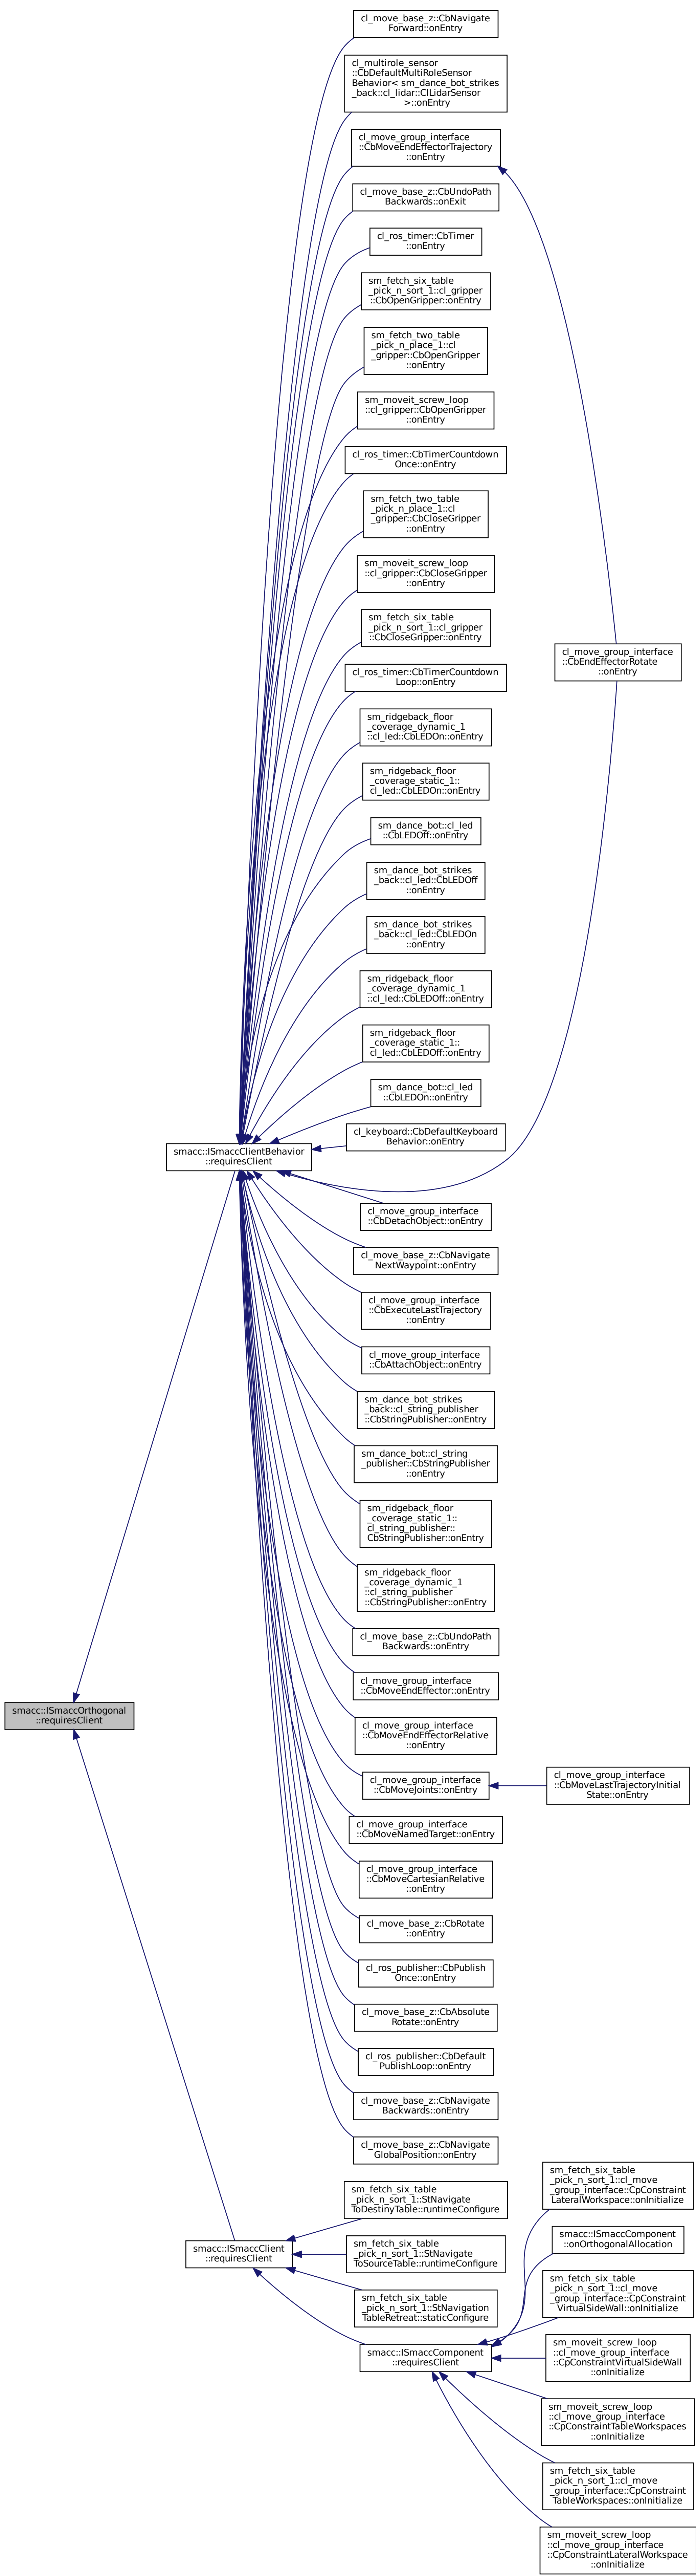 cl_move_base_z::CbNavigate
Forward::onEntry
cl_multirole_sensor
::CbDefaultMultiRoleSensor
Behavior< sm_dance_bot_strikes
_back::cl_lidar::ClLidarSensor
>::onEntry
cl_move_group_interface
::CbMoveEndEffectorTrajectory
::onEntry
cl_move_base_z::CbUndoPath
Backwards::onExit
cl_ros_timer::CbTimer
::onEntry
sm_fetch_six_table
_pick_n_sort_1::cl_gripper
::CbOpenGripper::onEntry
sm_fetch_two_table
_pick_n_place_1::cl
_gripper::CbOpenGripper
::onEntry
sm_moveit_screw_loop
::cl_gripper::CbOpenGripper
::onEntry
cl_ros_timer::CbTimerCountdown
Once::onEntry
sm_fetch_two_table
_pick_n_place_1::cl
_gripper::CbCloseGripper
::onEntry
sm_moveit_screw_loop
::cl_gripper::CbCloseGripper
::onEntry
sm_fetch_six_table
_pick_n_sort_1::cl_gripper
::CbCloseGripper::onEntry
cl_move_group_interface
::CbEndEffectorRotate
::onEntry
cl_ros_timer::CbTimerCountdown
Loop::onEntry
sm_ridgeback_floor
_coverage_dynamic_1
::cl_led::CbLEDOn::onEntry
sm_ridgeback_floor
_coverage_static_1::
cl_led::CbLEDOn::onEntry
sm_dance_bot::cl_led
::CbLEDOff::onEntry
sm_dance_bot_strikes
_back::cl_led::CbLEDOff
::onEntry
sm_dance_bot_strikes
_back::cl_led::CbLEDOn
::onEntry
sm_ridgeback_floor
_coverage_dynamic_1
::cl_led::CbLEDOff::onEntry
sm_ridgeback_floor
_coverage_static_1::
cl_led::CbLEDOff::onEntry
sm_dance_bot::cl_led
::CbLEDOn::onEntry
cl_keyboard::CbDefaultKeyboard
Behavior::onEntry
smacc::ISmaccClientBehavior
::requiresClient
cl_move_group_interface
::CbDetachObject::onEntry
cl_move_base_z::CbNavigate
NextWaypoint::onEntry
cl_move_group_interface
::CbExecuteLastTrajectory
::onEntry
cl_move_group_interface
::CbAttachObject::onEntry
sm_dance_bot_strikes
_back::cl_string_publisher
::CbStringPublisher::onEntry
sm_dance_bot::cl_string
_publisher::CbStringPublisher
::onEntry
sm_ridgeback_floor
_coverage_static_1::
cl_string_publisher::
CbStringPublisher::onEntry
sm_ridgeback_floor
_coverage_dynamic_1
::cl_string_publisher
::CbStringPublisher::onEntry
cl_move_base_z::CbUndoPath
Backwards::onEntry
cl_move_group_interface
::CbMoveEndEffector::onEntry
smacc::ISmaccOrthogonal
::requiresClient
cl_move_group_interface
::CbMoveEndEffectorRelative
::onEntry
cl_move_group_interface
::CbMoveJoints::onEntry
cl_move_group_interface
::CbMoveLastTrajectoryInitial
State::onEntry
cl_move_group_interface
::CbMoveNamedTarget::onEntry
cl_move_group_interface
::CbMoveCartesianRelative
::onEntry
cl_move_base_z::CbRotate
::onEntry
cl_ros_publisher::CbPublish
Once::onEntry
cl_move_base_z::CbAbsolute
Rotate::onEntry
cl_ros_publisher::CbDefault
PublishLoop::onEntry
cl_move_base_z::CbNavigate
Backwards::onEntry
cl_move_base_z::CbNavigate
GlobalPosition::onEntry
sm_fetch_six_table
_pick_n_sort_1::StNavigate
ToDestinyTable::runtimeConfigure
smacc::ISmaccClient
::requiresClient
sm_fetch_six_table
_pick_n_sort_1::StNavigate
ToSourceTable::runtimeConfigure
sm_fetch_six_table
_pick_n_sort_1::StNavigation
TableRetreat::staticConfigure
smacc::ISmaccComponent
::requiresClient
sm_fetch_six_table
_pick_n_sort_1::cl_move
_group_interface::CpConstraint
LateralWorkspace::onInitialize
smacc::ISmaccComponent
::onOrthogonalAllocation
sm_fetch_six_table
_pick_n_sort_1::cl_move
_group_interface::CpConstraint
VirtualSideWall::onInitialize
sm_moveit_screw_loop
::cl_move_group_interface
::CpConstraintVirtualSideWall
::onInitialize
sm_moveit_screw_loop
::cl_move_group_interface
::CpConstraintTableWorkspaces
::onInitialize
sm_fetch_six_table
_pick_n_sort_1::cl_move
_group_interface::CpConstraint
TableWorkspaces::onInitialize
sm_moveit_screw_loop
::cl_move_group_interface
::CpConstraintLateralWorkspace
::onInitialize